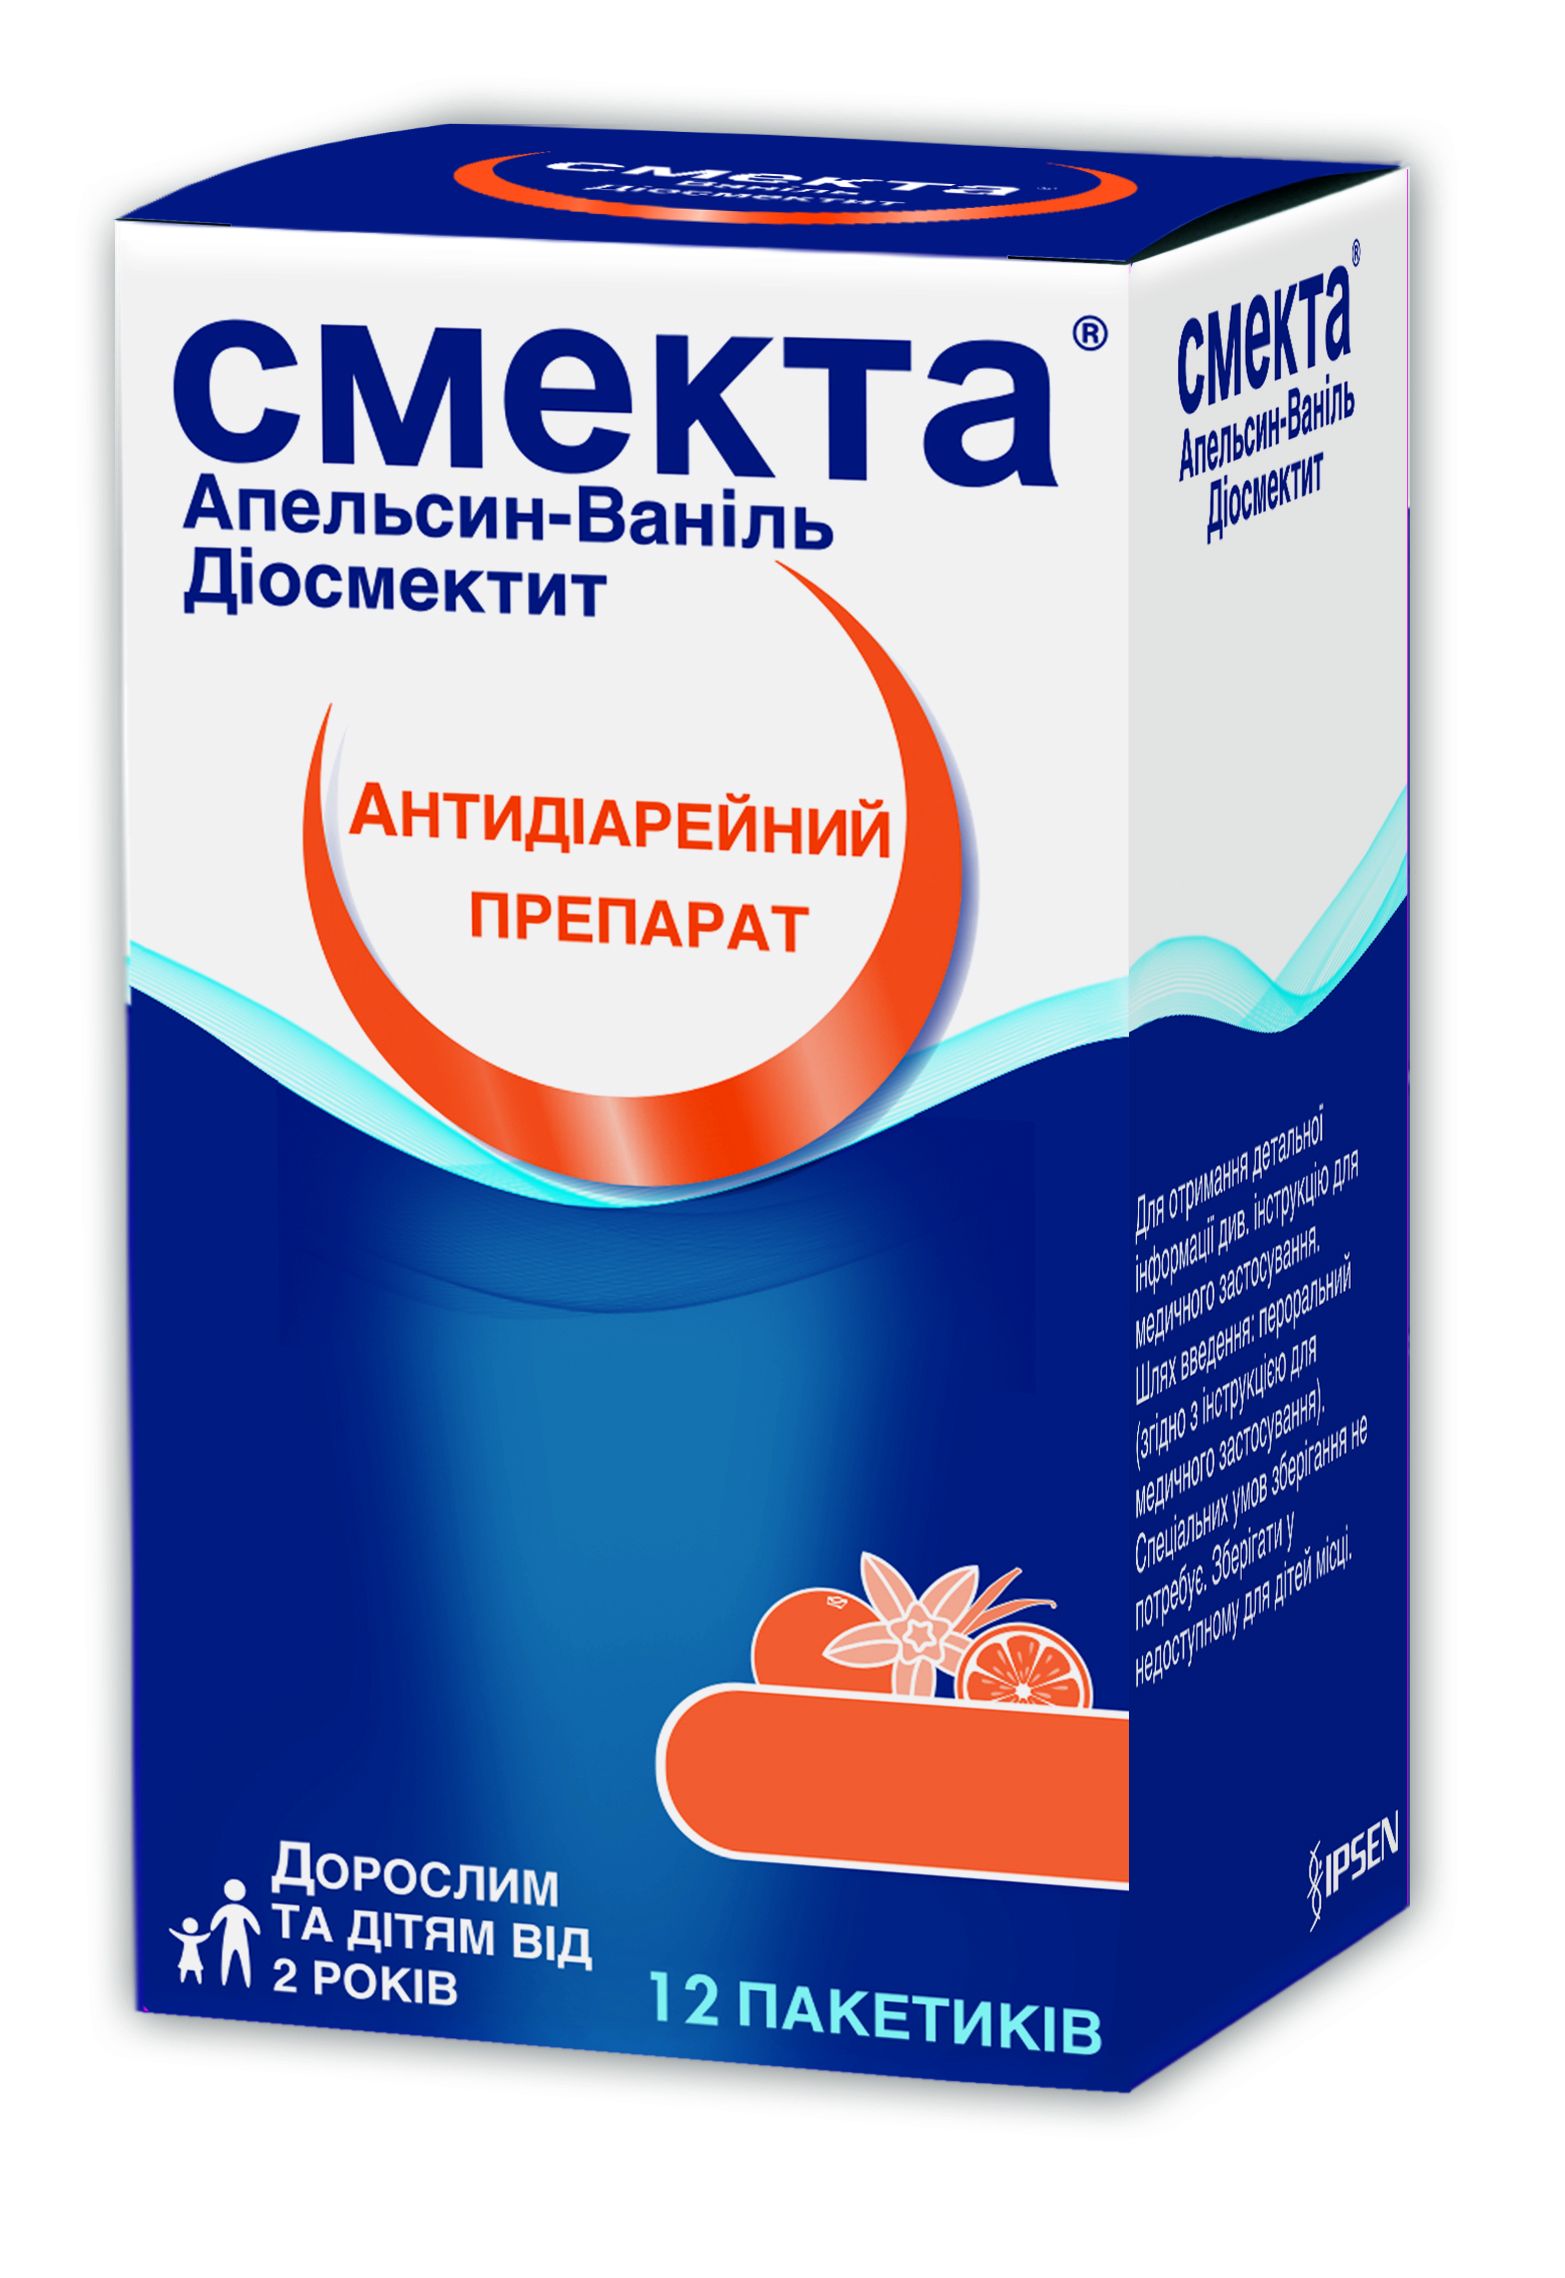 смекта
Ваніль
Діосмектит
смекта®
Апельсин-Ваніль
Діосмектит
АНТИДІАРЕЙНИЙ
ПРЕПАРАТ
ДОРОСЛИМ
ТА ДІТЯМ ВІД
2 РОКІВ
12 ПАКЕТИКІВ
смекта®
Апельсин-Ваніль
Діосмектит
Для отримання детальної
інформації див. інструкцію для
медичного застосування.
Шлях введення: пероральний
(згідно з інструкцією для
медичного застосування).
Спеціальних умов зберігання не
потребує. Зберігати у
недоступному для дітей місці.
IPSEN